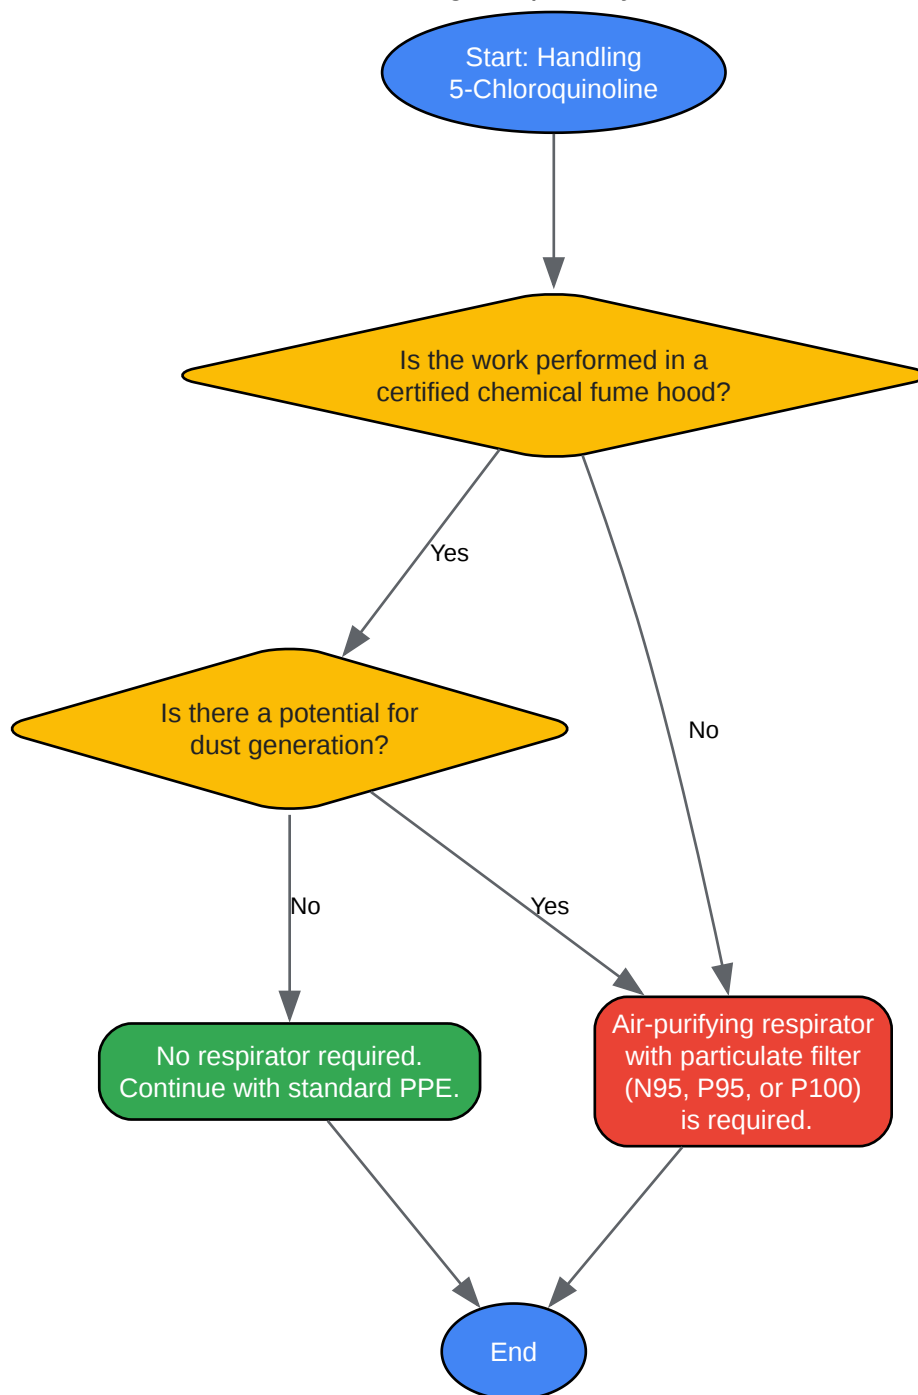 Start: Handling
5-Chloroquinoline
Is the work performed in a
certified chemical fume hood?
Yes
No
Is there a potential for
dust generation?
No
Yes
No respirator required.
Continue with standard PPE.
Air-purifying respirator
with particulate filter
(N95, P95, or P100)
is required.
End